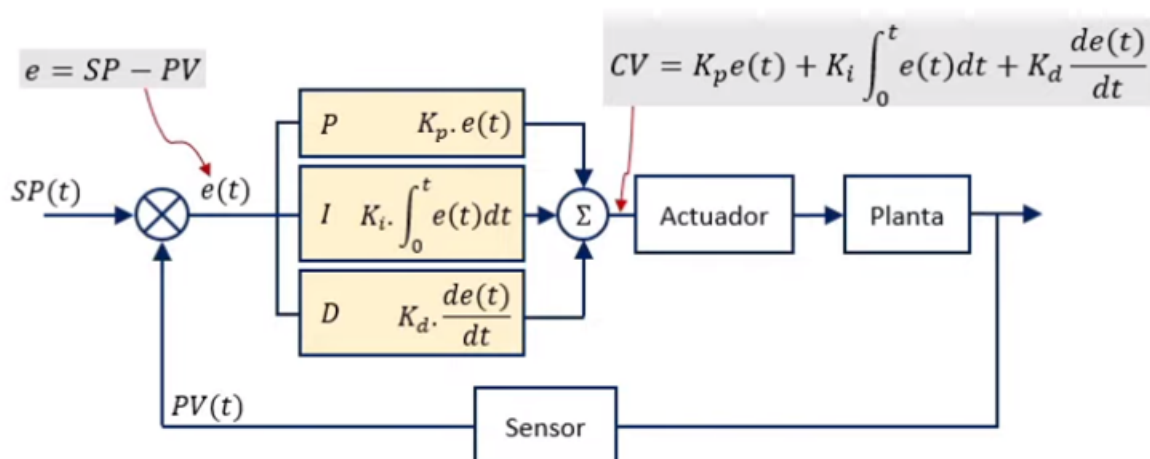 e = SP − PV
CV = K_p e(t) + K_i ∫_0^t e(t)dt + K_d de(t)/dt
P K_p. e(t)
SP(t)
e(t)
I K_i. ∫_0^t e(t)dt
Σ
Actuador
Planta
D K_d. de(t)/dt
PV(t)
Sensor